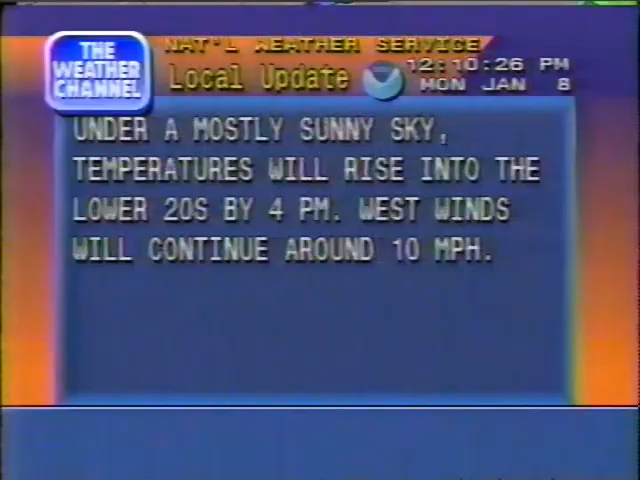 THE
WEATHER
CHANNEL
NAT'L WEATHER SERVICE
Local Update
12:10:26 PM
MON JAN 8
UNDER A MOSTLY SUNNY SKY,
TEMPERATURES WILL RISE INTO THE
LOWER 20S BY 4 PM. WEST WINDS
WILL CONTINUE AROUND 10 MPH.